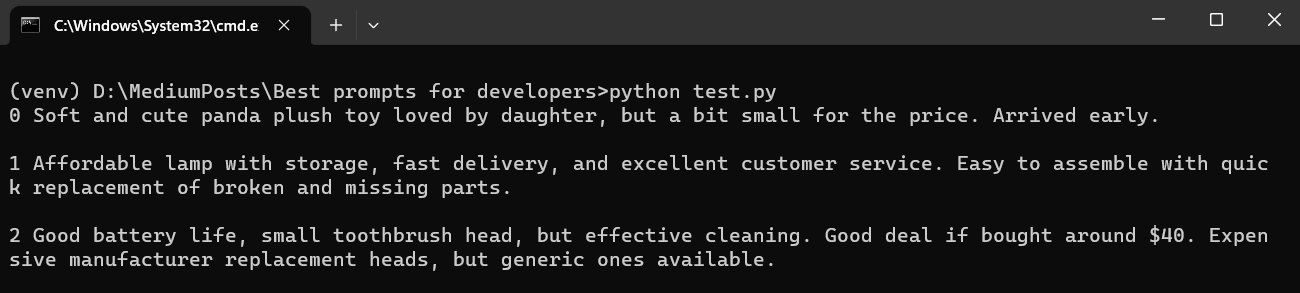 C:\Windows\System32\cmd.e
(venv) D:\MediumPosts\Best prompts for developers>python test.py
0 Soft and cute panda plush toy loved by daughter, but a bit small for the price. Arrived early.
1 Affordable lamp with storage, fast delivery, and excellent customer service. Easy to assemble with quic
k replacement of broken and missing parts.
2 Good battery life, small toothbrush head, but effective cleaning. Good deal if bought around $40. Expen
sive manufacturer replacement heads, but generic ones available.